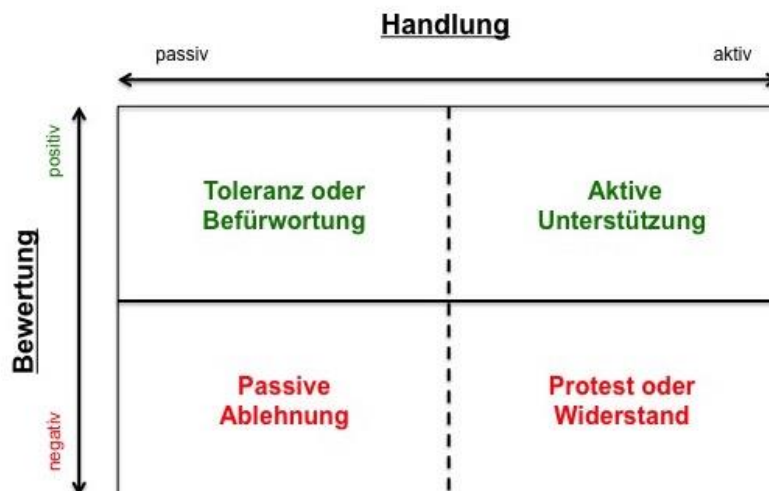 Handlung
passiv
aktiv
Bewertung
positiv
negativ
Toleranz oder
Befürwortung
Aktive
Unterstützung
Passive
Ablehnung
Protest oder
Widerstand